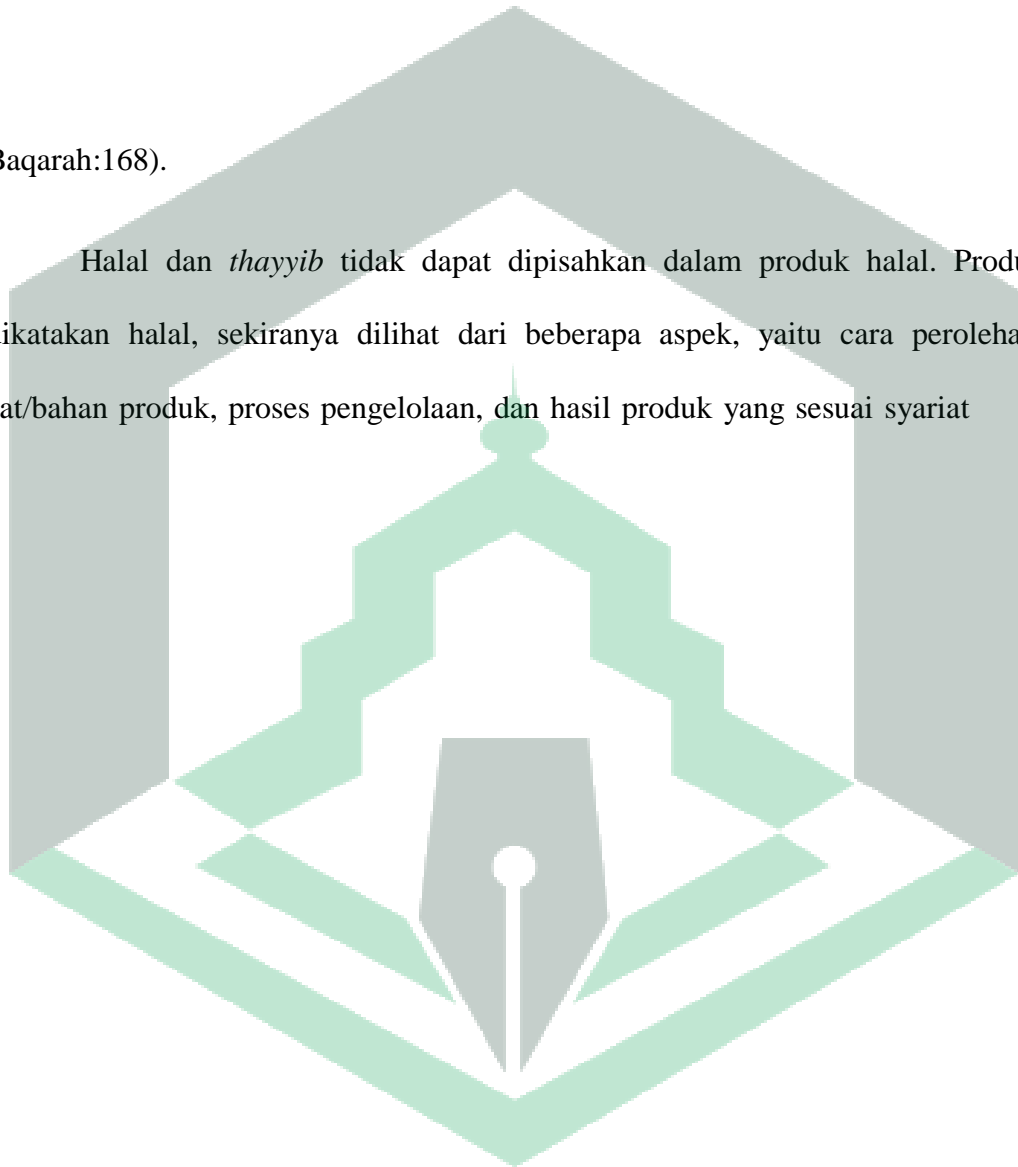 Baqarah:168).
Halal dan thayyib tidak dapat dipisahkan dalam produk halal. Produ
ikatakan halal, sekiranya dilihat dari beberapa aspek, yaitu cara peroleha
at/bahan produk, proses pengelolaan, dan hasil produk yang sesuai syariat